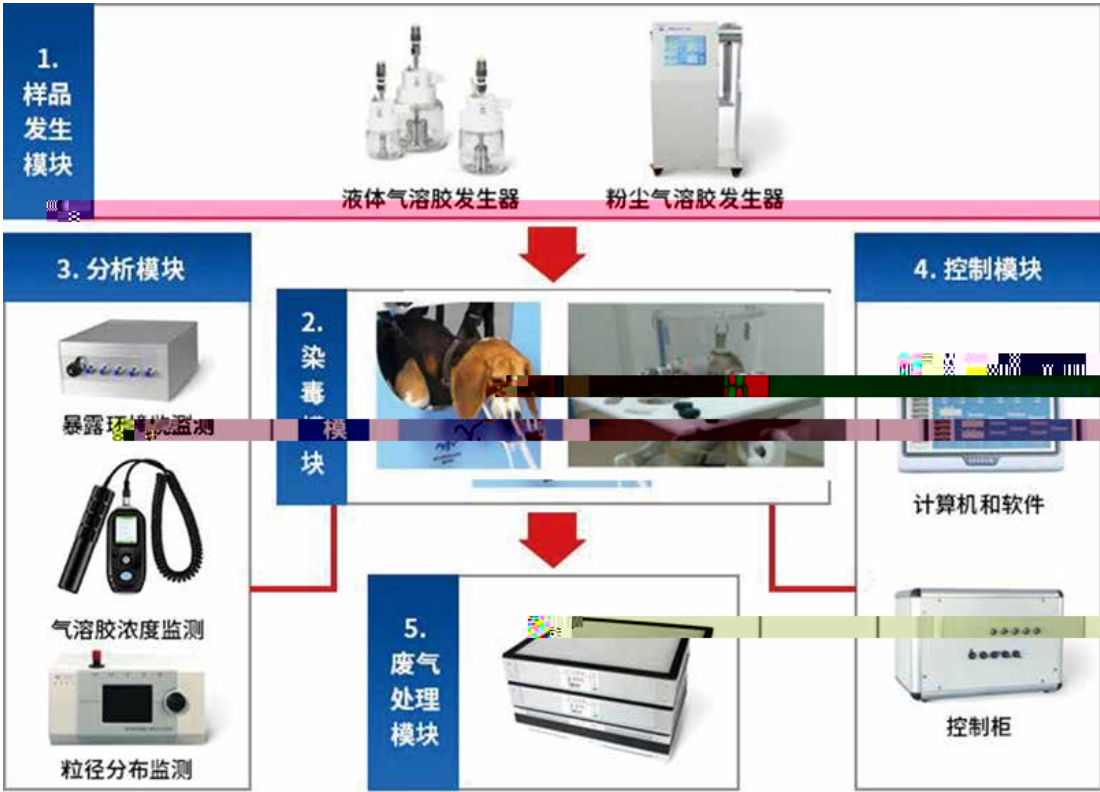 1.
样品
发生
模块
液体气溶胶发生器
粉尘气溶胶发生器
3. 分析模块
暴露环境监测
气溶胶浓度监测
粒径分布监测
2.
染
毒
模
块
4. 控制模块
计算机和软件
控制柜
5.
废气
处理
模块